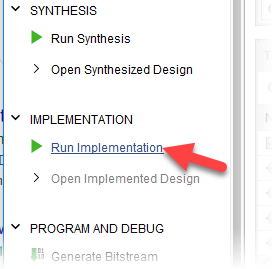 SYNTHESIS
Run Synthesis
Open Synthesized Design
IMPLEMENTATION
Run Implementation
Open Implemented Design
PROGRAM AND DEBUG
Generate Bitstream